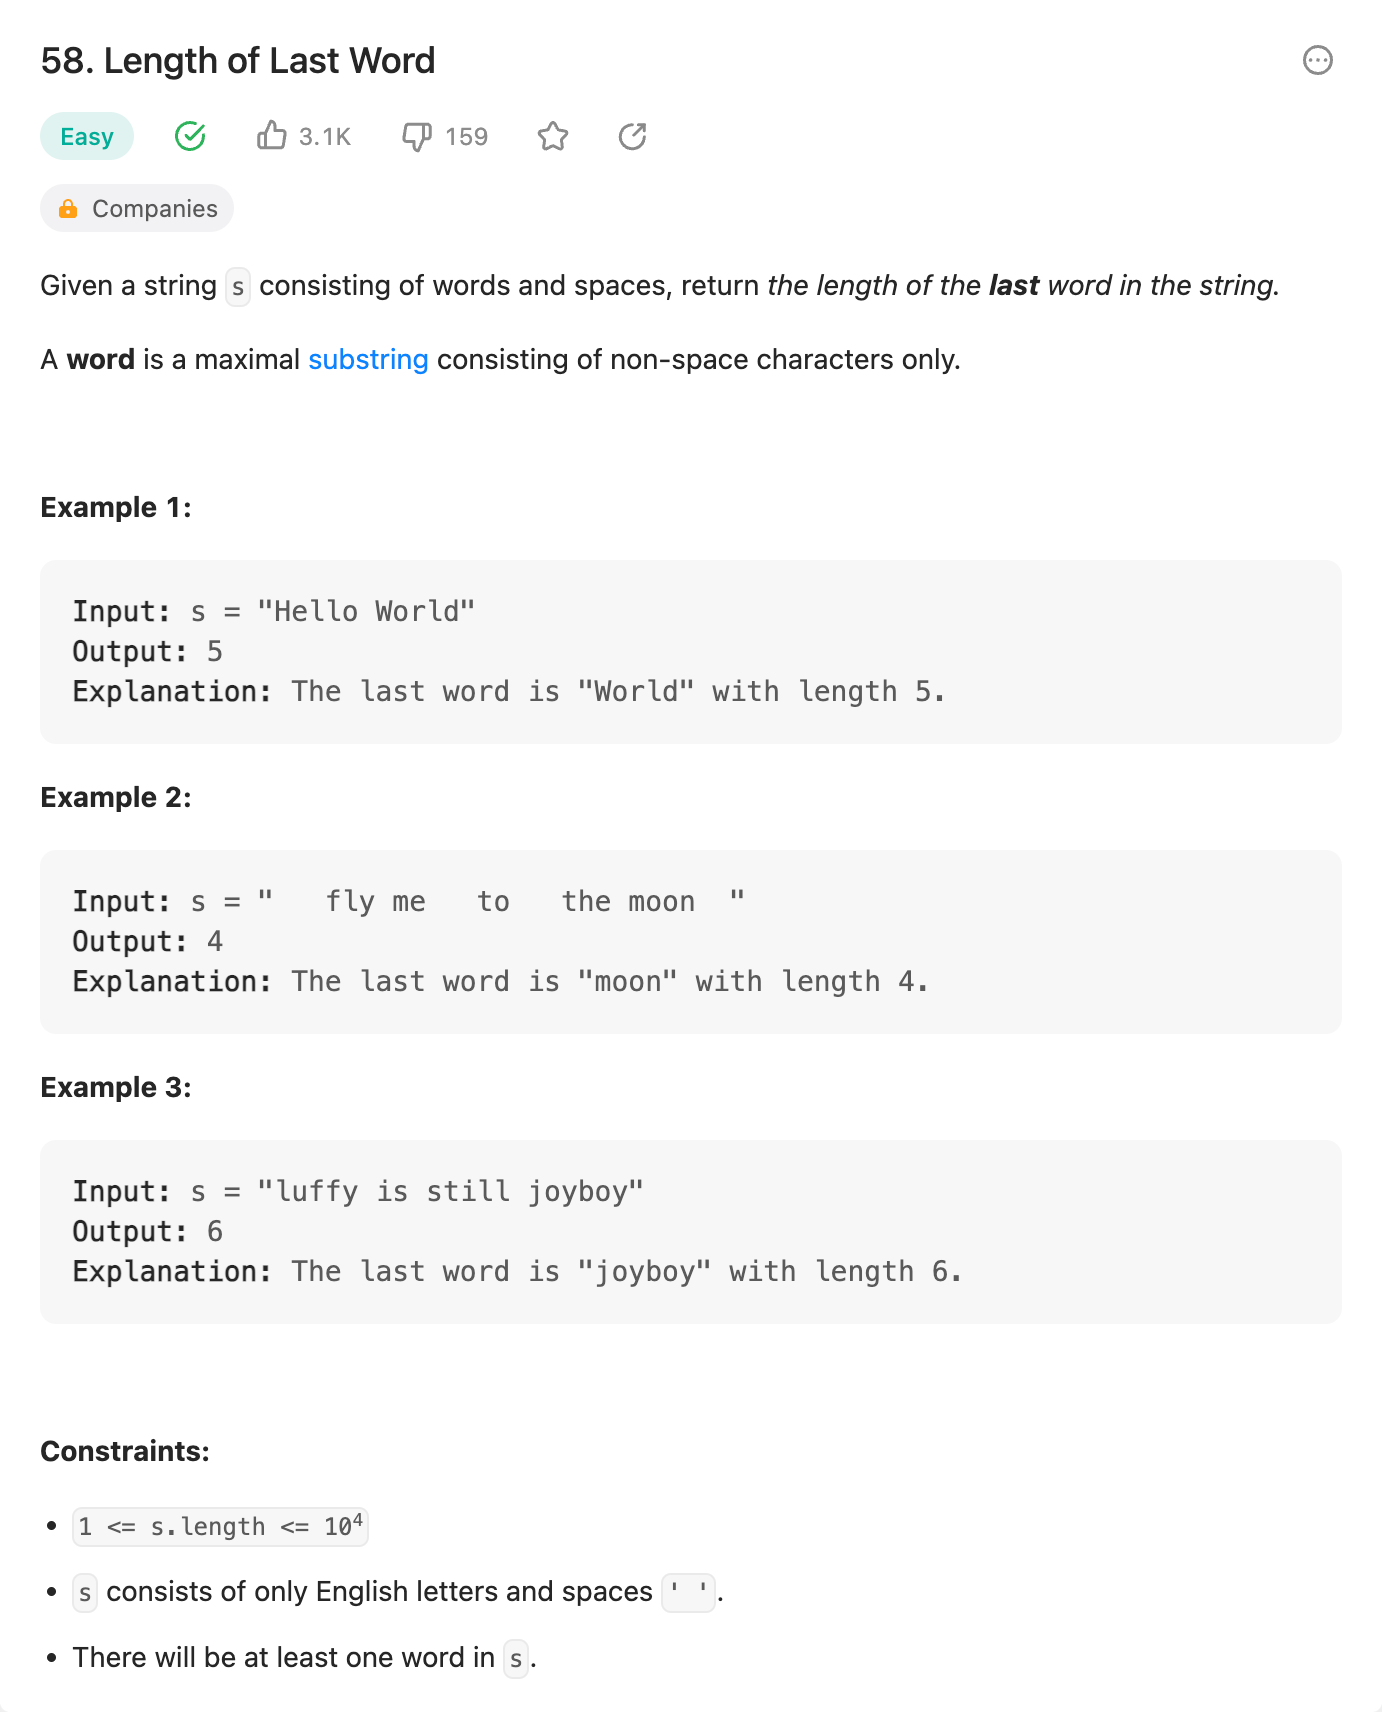 58. Length of Last Word
Easy 3.1K 159
Companies
Given a string s consisting of words and spaces, return the length of the last word in the string.
A word is a maximal substring consisting of non-space characters only.
Example 1:
Input: s = "Hello World"
Output: 5
Explanation: The last word is "World" with length 5.
Example 2:
Input: s = "   fly me   to   the moon  "
Output: 4
Explanation: The last word is "moon" with length 4.
Example 3:
Input: s = "luffy is still joyboy"
Output: 6
Explanation: The last word is "joyboy" with length 6.
Constraints:
• 1 <= s.length <= 10⁴
• s consists of only English letters and spaces ' '.
• There will be at least one word in s.